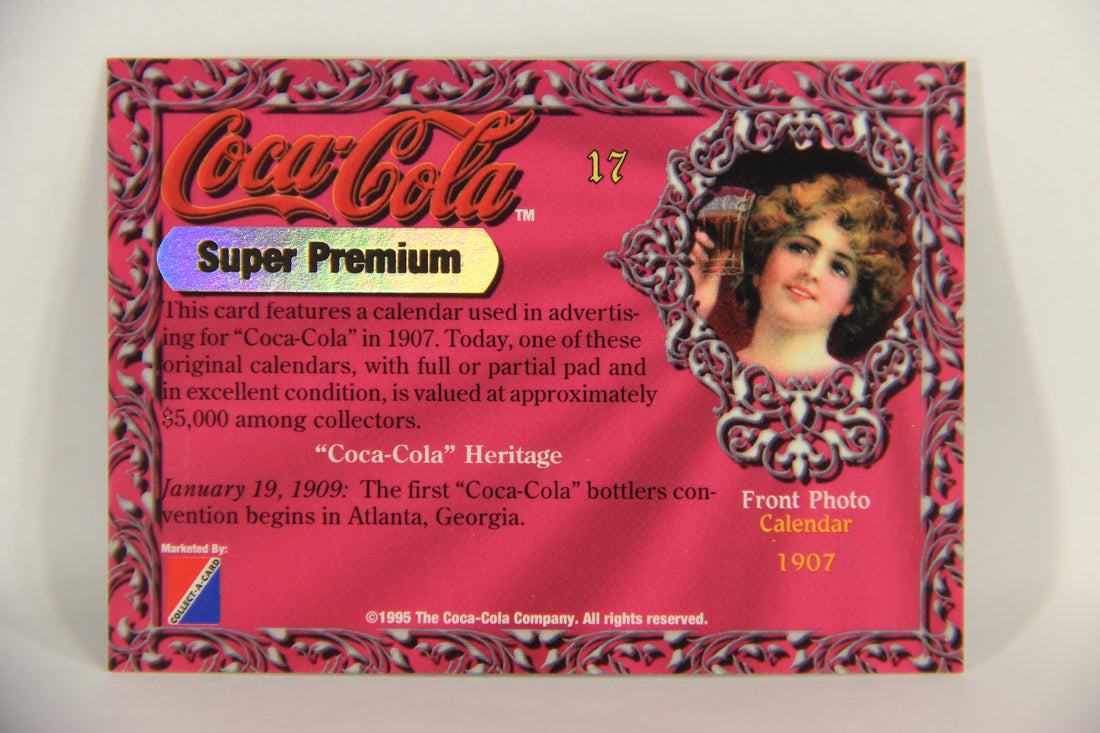 Coca-Cola TM
17
Super Premium
This card features a calendar used in advertis-
ing for “Coca-Cola” in 1907. Today, one of these
original calendars, with full or partial pad and
in excellent condition, is valued at approximately
$5,000 among collectors.
“Coca-Cola” Heritage
January 19, 1909: The first “Coca-Cola” bottlers con-
vention begins in Atlanta, Georgia.
Front Photo
Calendar
1907
Marketed By:
COLLECT-A-CARD
©1995 The Coca-Cola Company. All rights reserved.